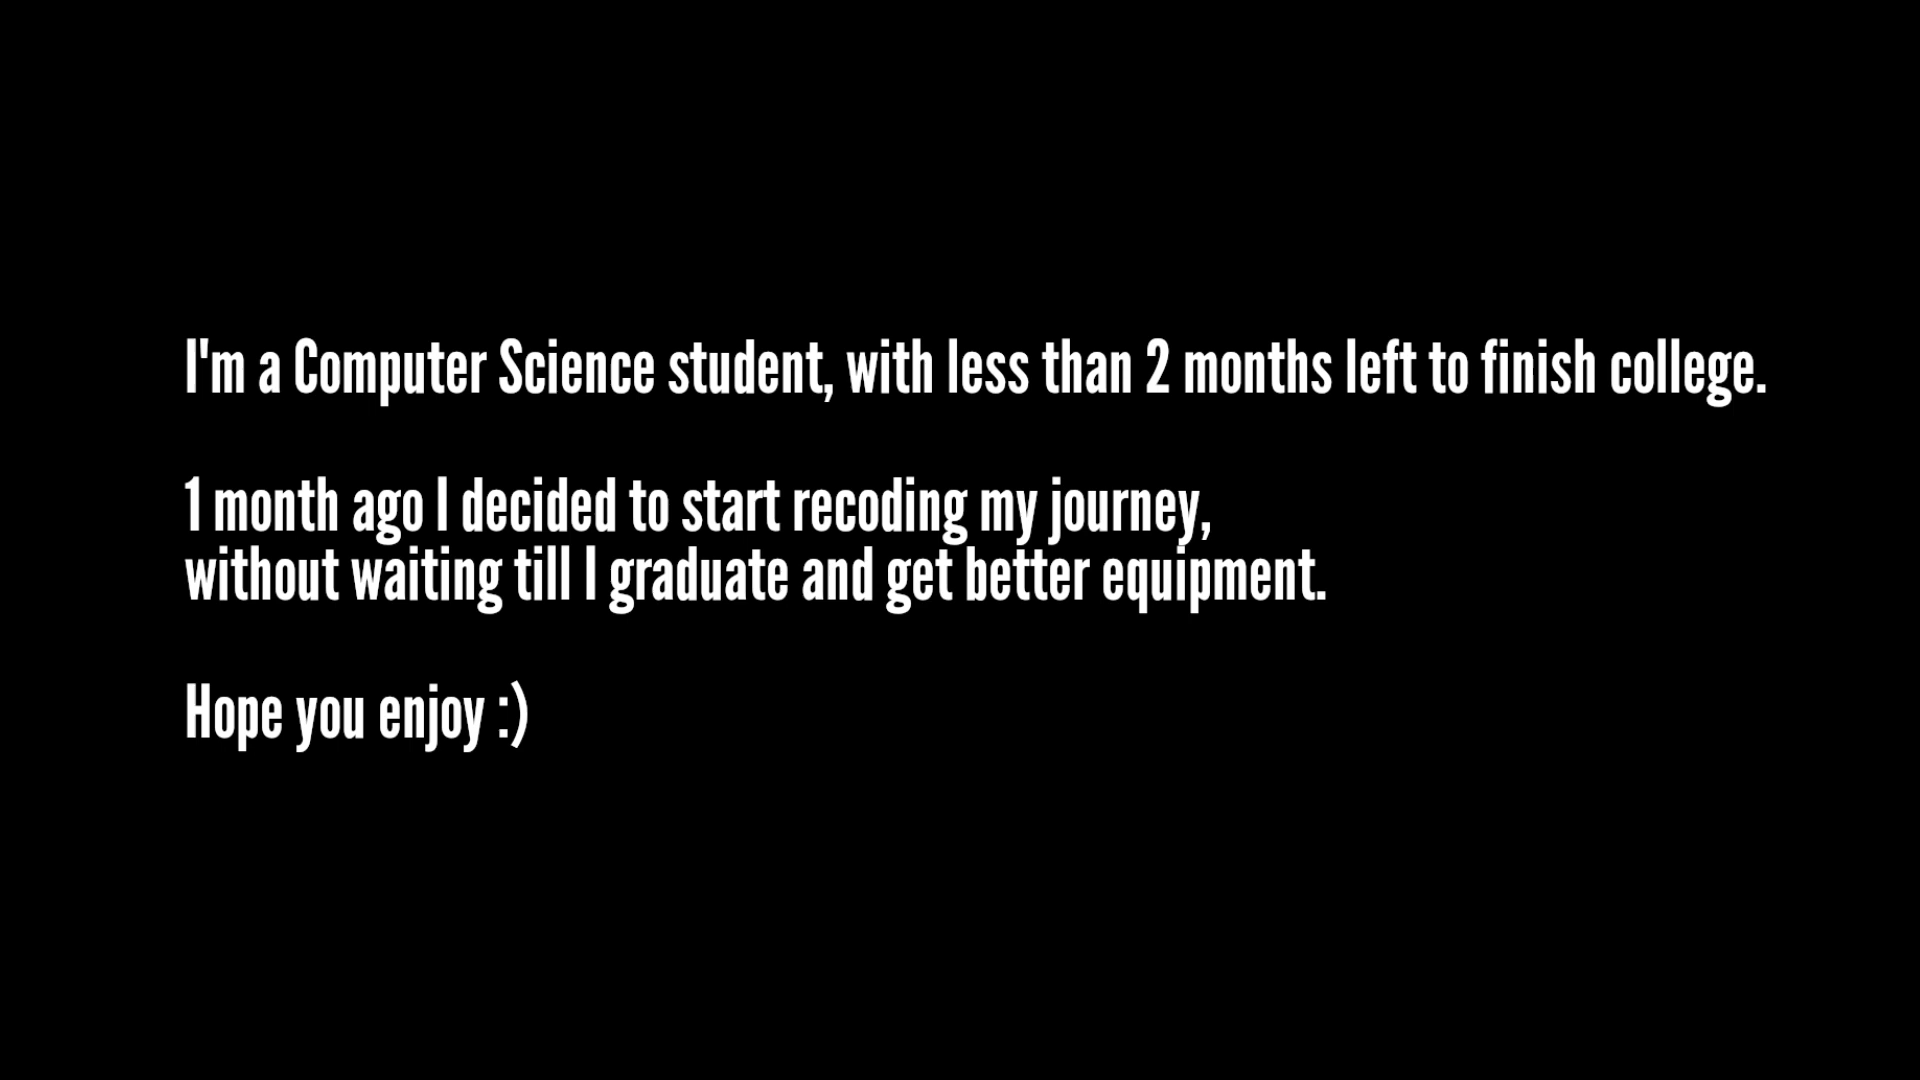 I'm a Computer Science student, with less than 2 months left to finish college.
1 month ago I decided to start recoding my journey,
without waiting till I graduate and get better equipment.
Hope you enjoy :)